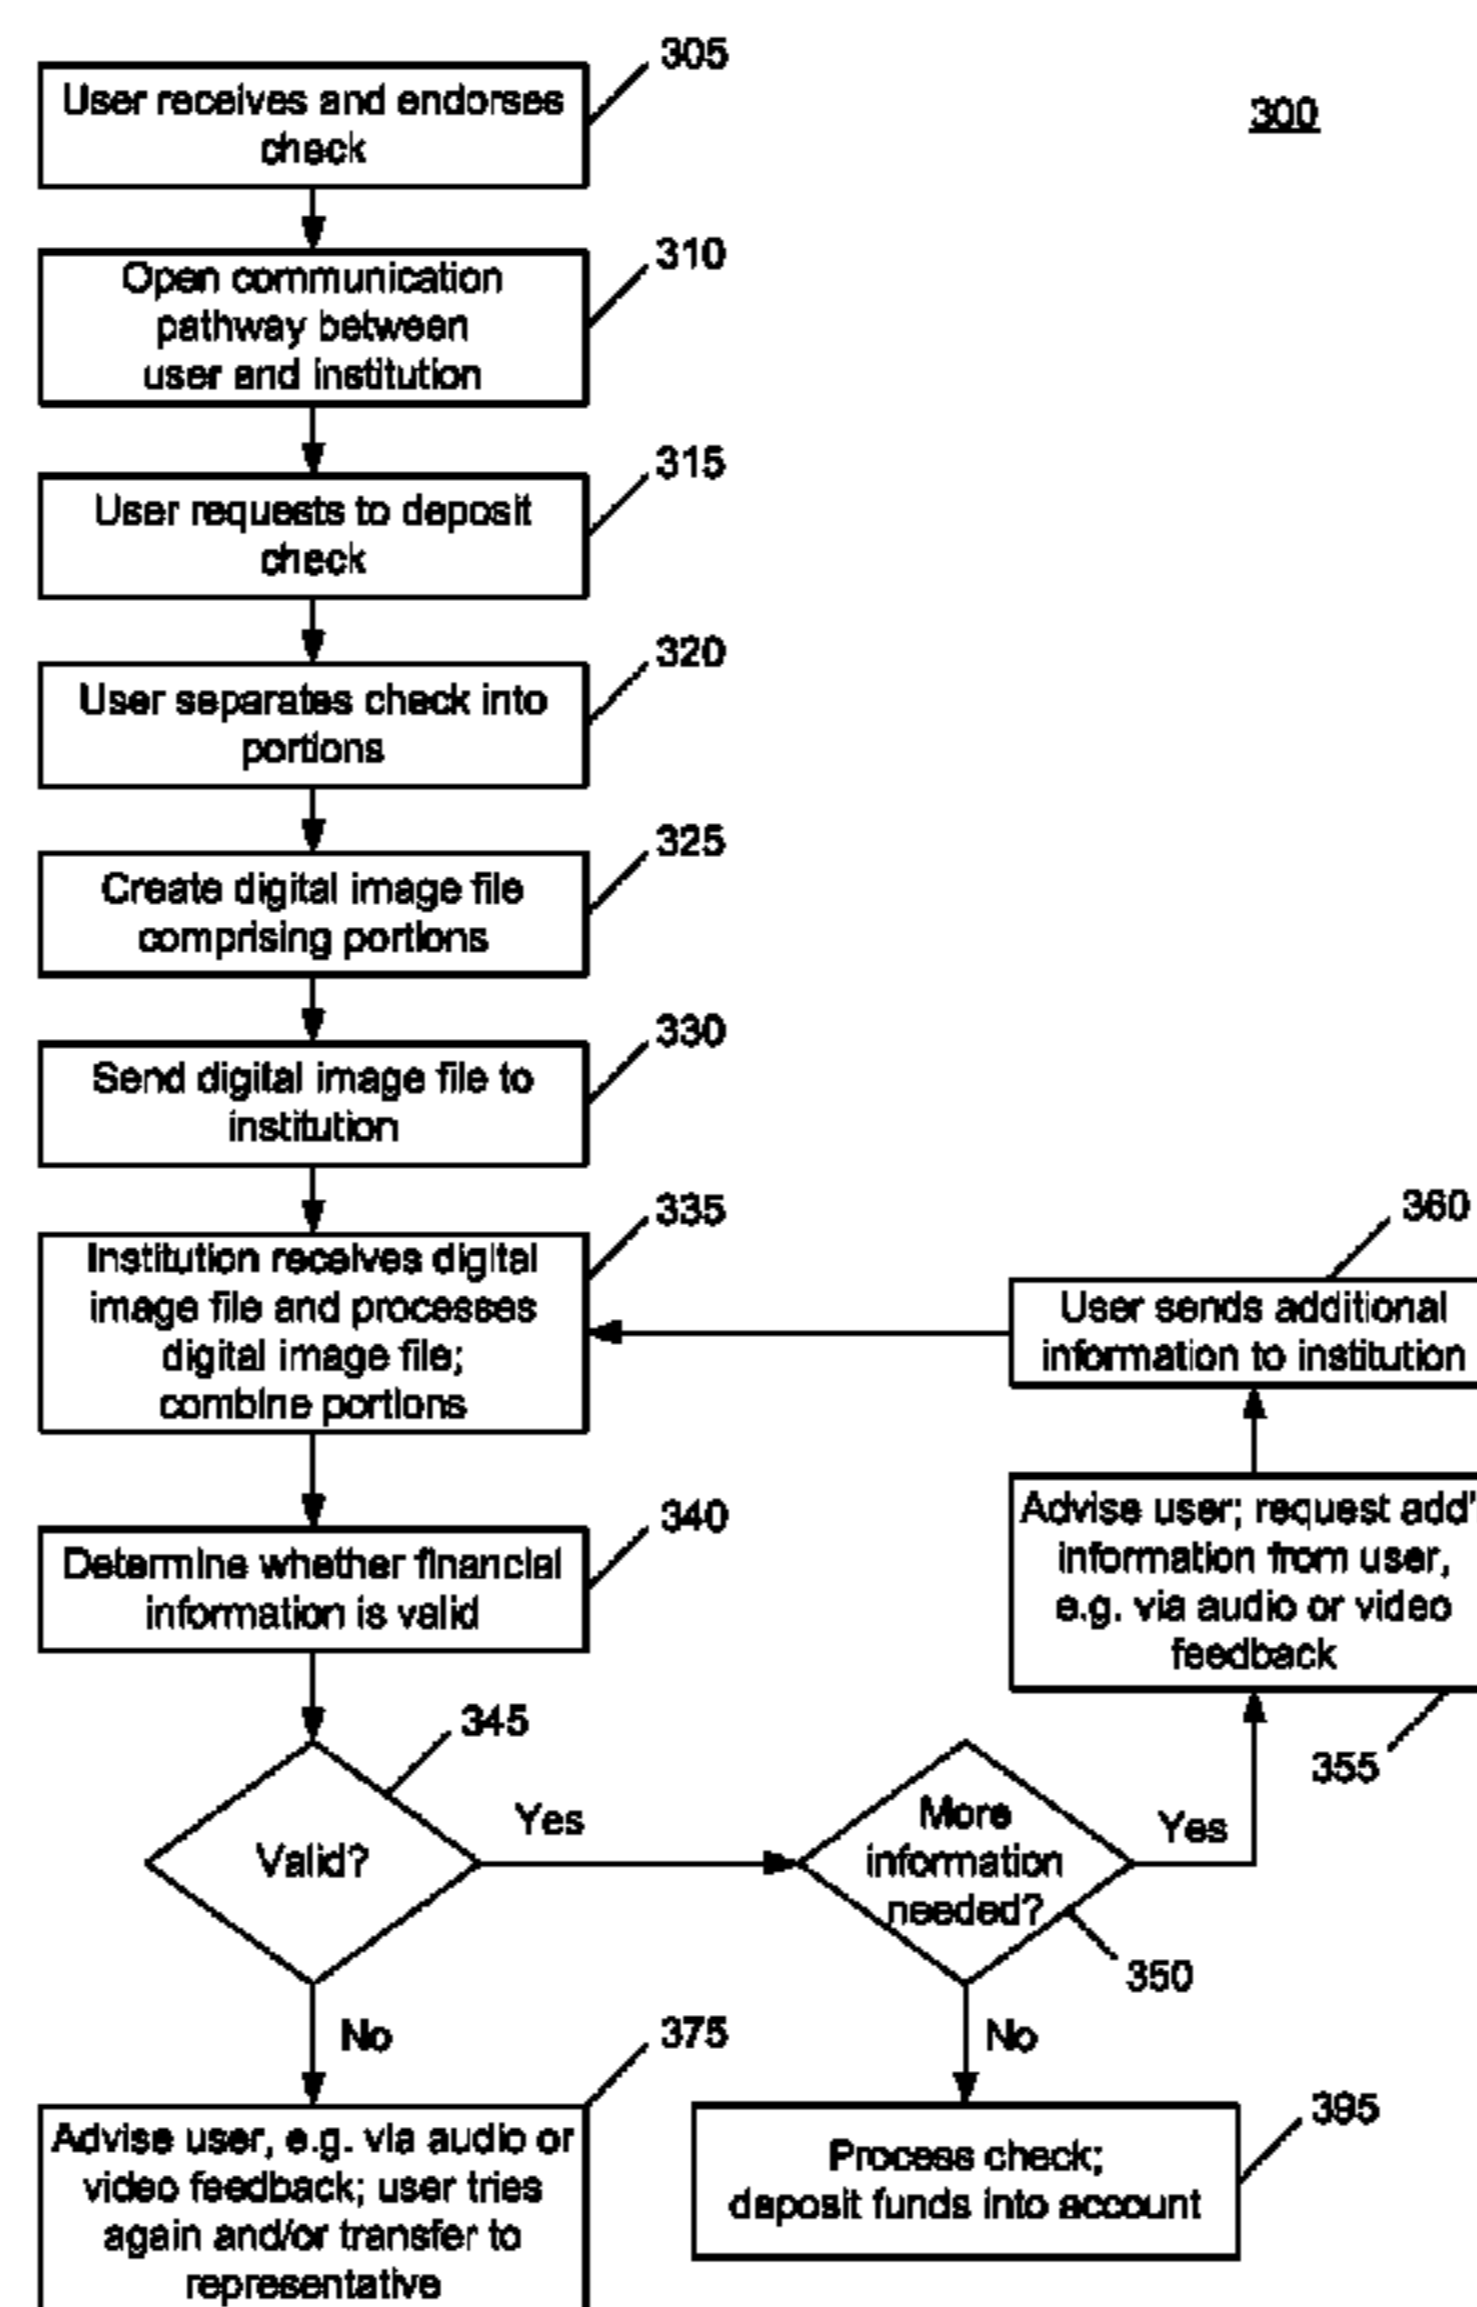 305
300
User receives and endorses
check
310
Open communication
pathway between
user and institution
315
User requests to deposit
check
320
User separates check into
portions
325
Create digital image file
comprising portions
330
Send digital image file to
institution
335
Institution receives digital
image file and processes
digital image file;
combine portions
360
User sends additional
information to institution
340
Determine whether financial
information is valid
Advise user; request add'
information from user,
e.g. via audio or video
feedback
355
345
Valid?
Yes
More
information
needed?
Yes
350
No
No
375
Advise user, e.g. via audio or
video feedback; user tries
again and/or transfer to
representative
395
Process check;
deposit funds into account